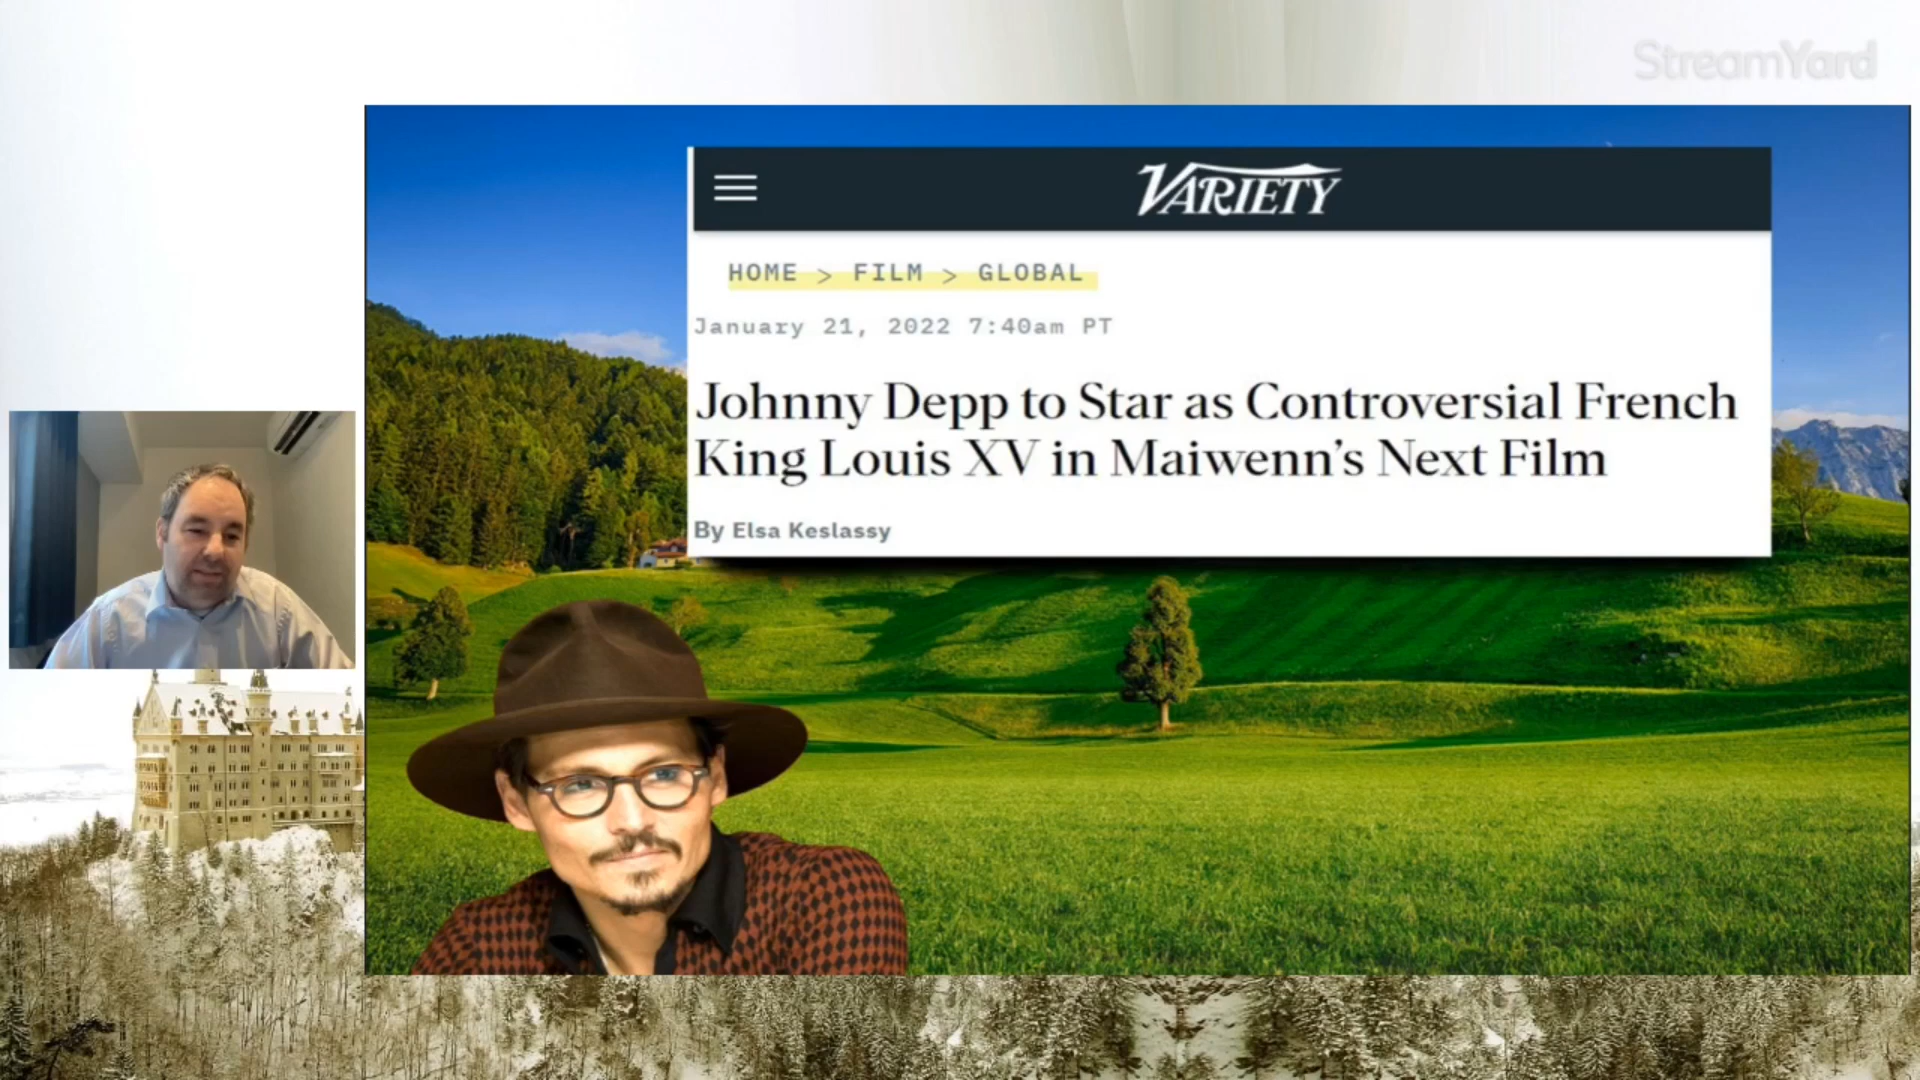 StreamYard
VARIETY
HOME > FILM > GLOBAL
January 21, 2022 7:40am PT
Johnny Depp to Star as Controversial French
King Louis XV in Maiwenn’s Next Film
By Elsa Keslassy